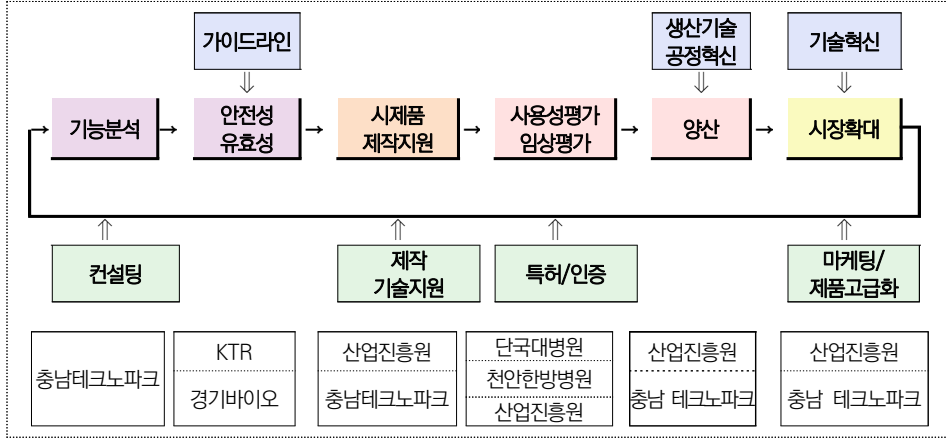 가이드라인
생산기술
공정혁신
기술혁신
⇓
⇓
⇓
→ 기능분석 → 안전성
유효성 → 시제품
제작지원 → 사용성평가
임상평가 → 양산 → 시장확대
⇑
⇑
⇑
⇑
컨설팅
제작
기술지원
특허/인증
마케팅/
제품고급화
충남테크노파크
KTR
경기바이오
산업진흥원
충남테크노파크
단국대병원
천안한방병원
산업진흥원
산업진흥원
충남 테크노파크
산업진흥원
충남 테크노파크